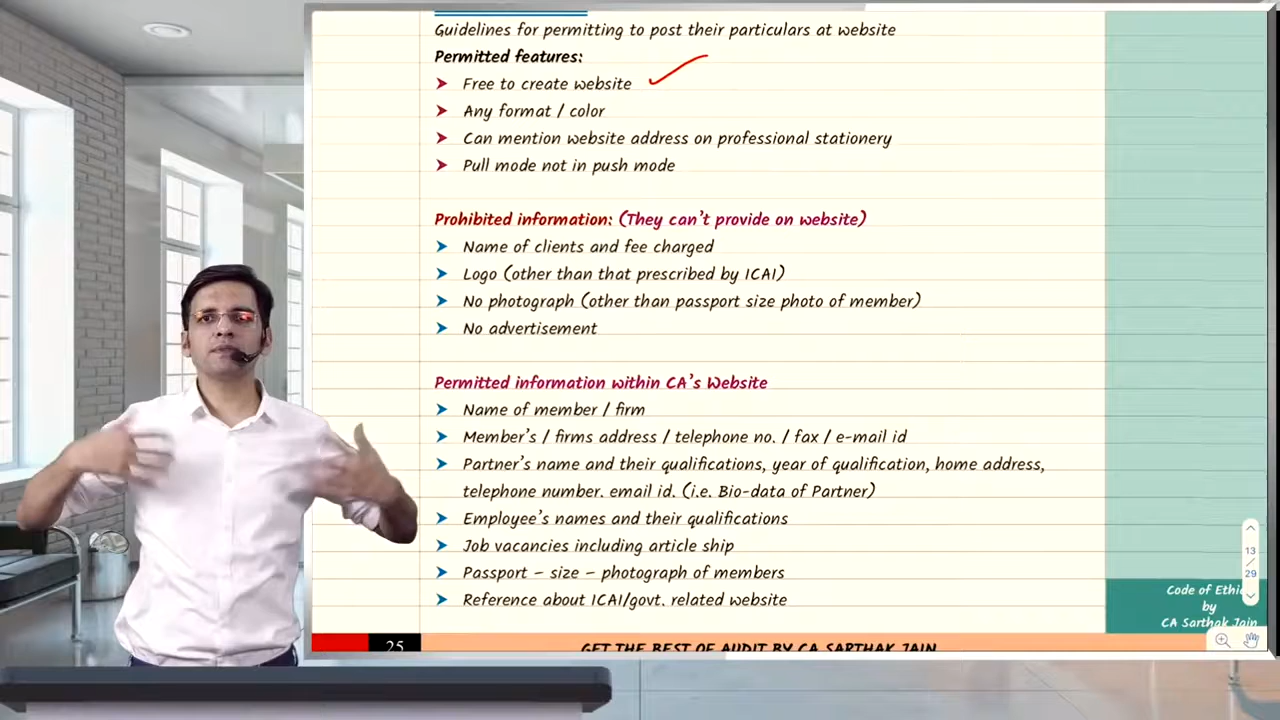 Guidelines for permitting to post their particulars at website
Permitted features:
➤ Free to create website
➤ Any format / color
➤ Can mention website address on professional stationery
➤ Pull mode not in push mode
Prohibited information: (They can't provide on website)
➤ Name of clients and fee charged
➤ Logo (other than that prescribed by ICAI)
➤ No photograph (other than passport size photo of member)
➤ No advertisement
Permitted information within CA's Website
➤ Name of member / firm
➤ Member's / firms address / telephone no. / fax / e-mail id
➤ Partner's name and their qualifications, year of qualification, home address,
telephone number. email id. (i.e. Bio-data of Partner)
➤ Employee's names and their qualifications
➤ Job vacancies including article ship
➤ Passport – size – photograph of members
➤ Reference about ICAI/govt. related website
13
/
29
Code of
by
CA Sarthak Jain
25
GET THE BEST OF AUDIT BY CA SARTHAK JAIN